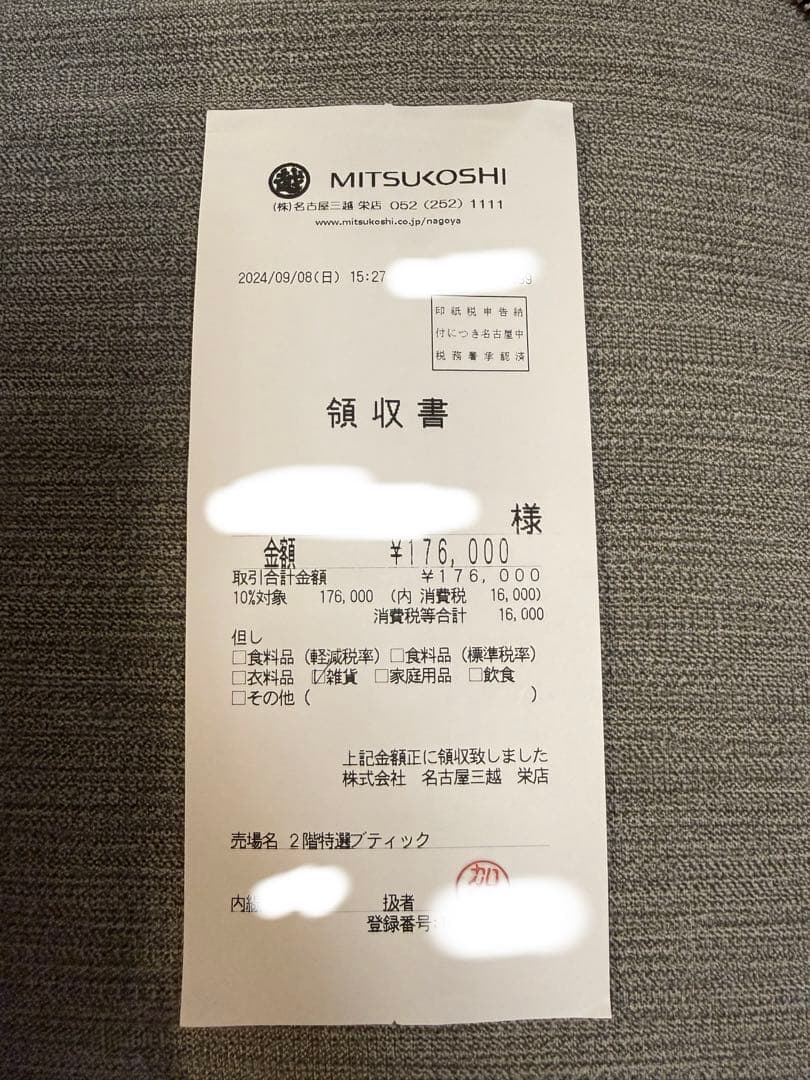 越 MITSUKOSHI
(株)名古屋三越 栄店 052 (252) 1111
www.mitsukoshi.co.jp/nagoya
2024/09/08(日) 15:27
印紙税申告納
付につき名古屋中
税務署承認済
領収書
様
金額 ¥176,000
取引合計金額 ¥176,000
10%対象 176,000 (内 消費税 16,000)
消費税等合計 16,000
但し
□食料品 (軽減税率) □食料品 (標準税率)
□衣料品 ☑雑貨 □家庭用品 □飲食
□その他 ( )
上記金額正に領収致しました
株式会社 名古屋三越 栄店
売場名 2階特選ブティック
内線
扱者
登録番号: